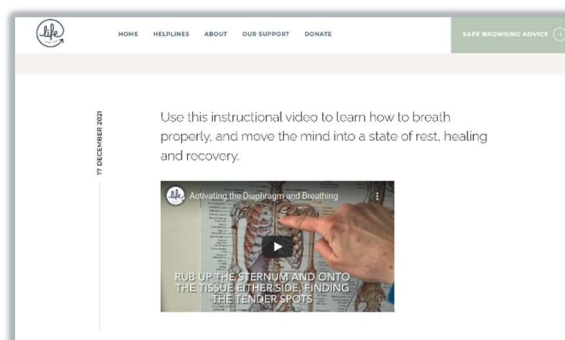 life
HOME
HELPLINES
ABOUT
OUR SUPPORT
DONATE
SAFE BROWSING ADVICE
17 DECEMBER 2021
Use this instructional video to learn how to breath
properly, and move the mind into a state of rest, healing
and recovery.
life
Activating the Diaphragm and Breathing
RUB UP THE STERNUM AND ONTO
THE TISSUE EITHER SIDE, FINDING
THE TENDER SPOTS